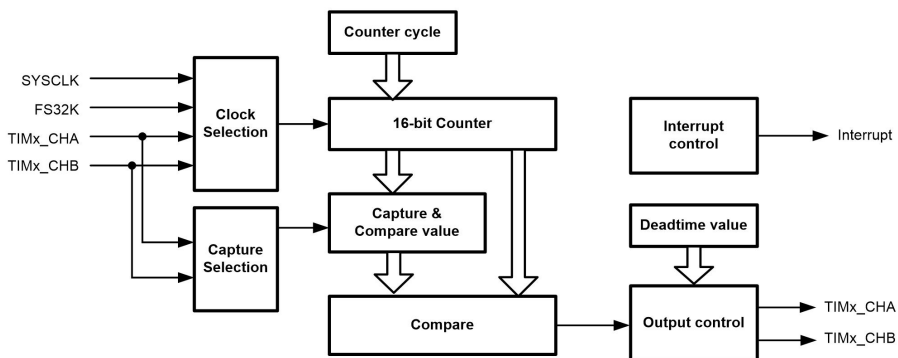 Counter cycle
SYSCLK
FS32K
TIMx_CHA
TIMx_CHB
Clock
Selection
16-bit Counter
Interrupt
control
Interrupt
Capture
Selection
Capture &
Compare value
Deadtime value
Compare
Output control
TIMx_CHA
TIMx_CHB